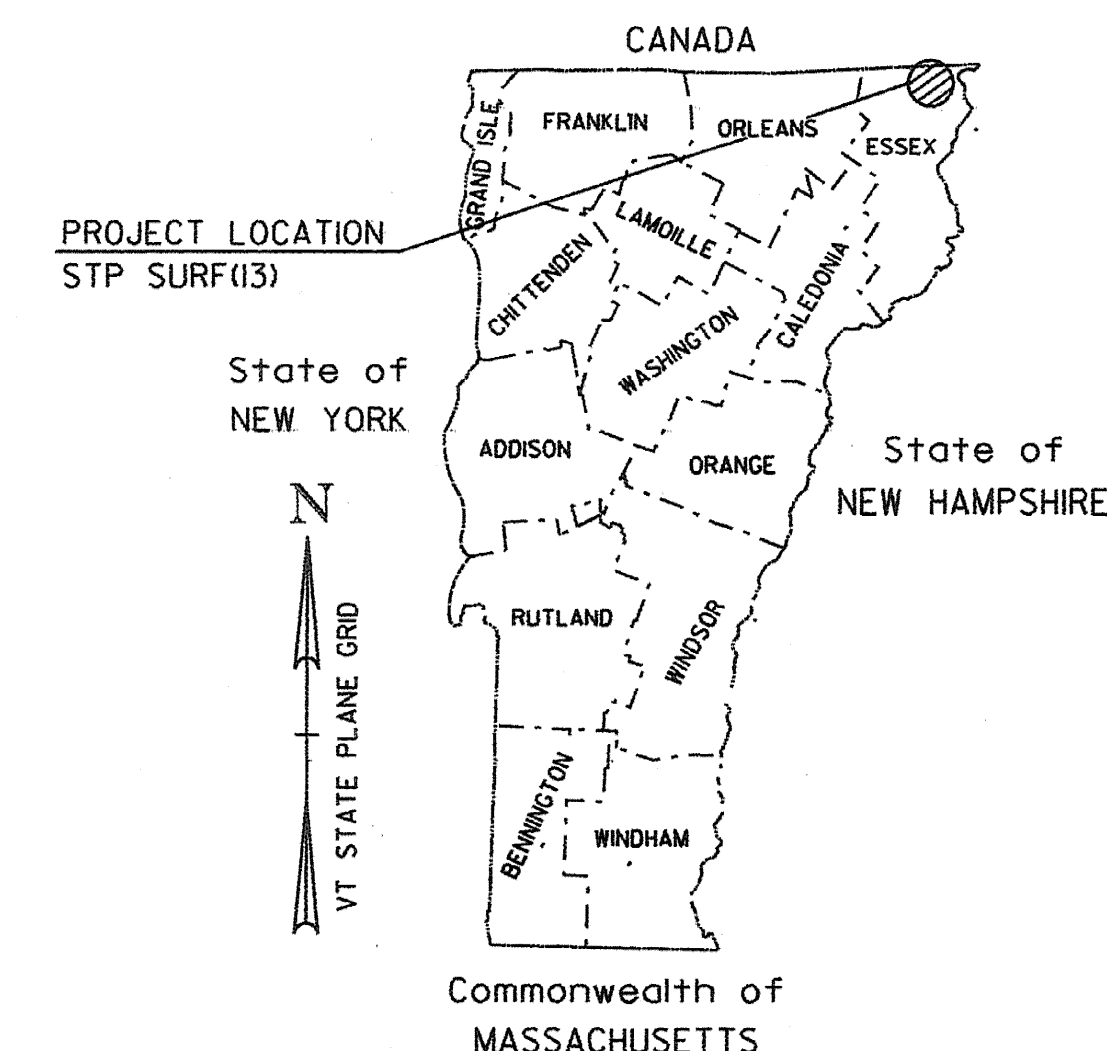 CANADA
GRAND ISLE
FRANKLIN
ORLEANS
ESSEX
PROJECT LOCATION
STP SURF(13)
LAMOILLE
CHITTENDEN
CALEDONIA
WASHINGTON
State of
NEW YORK
ADDISON
ORANGE
State of
NEW HAMPSHIRE
N
VT STATE PLANE GRID
RUTLAND
WINDSOR
BENNINGTON
WINDHAM
Commonwealth of
MASSACHUSETTS